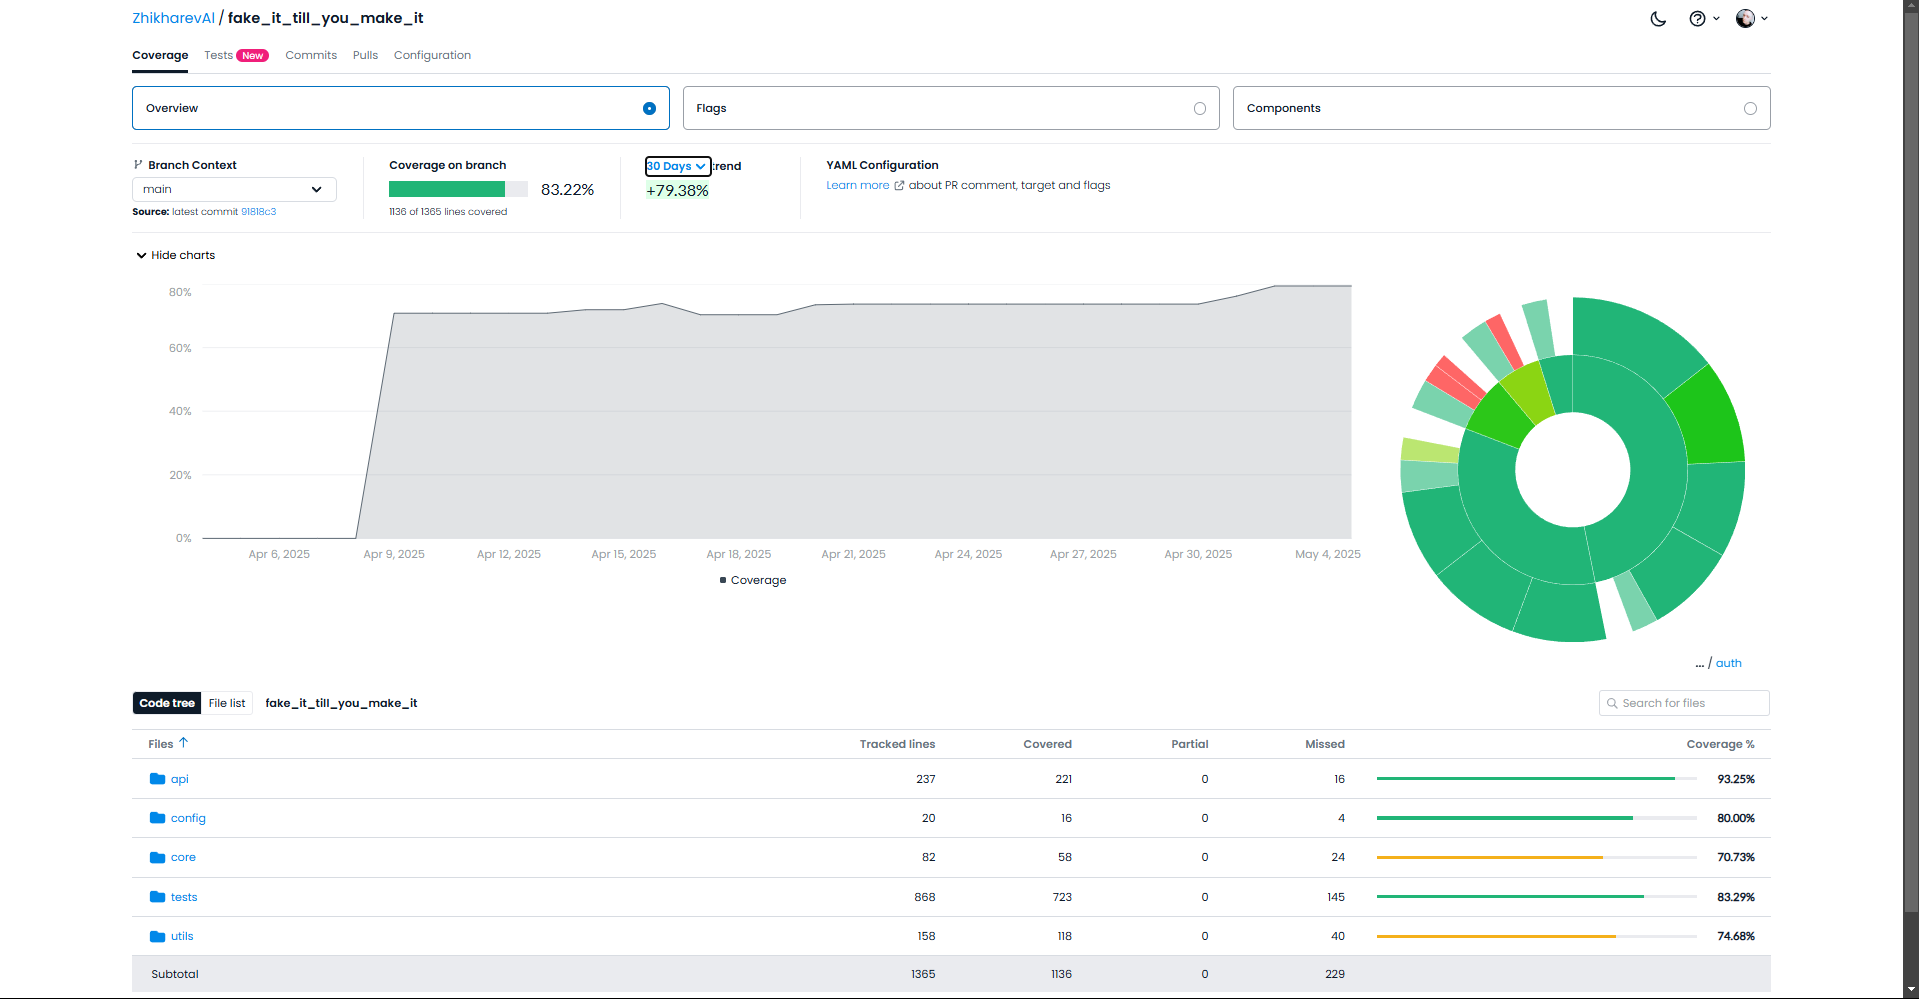 ZhikharevAl / fake_it_till_you_make_it
Coverage Tests New Commits Pulls Configuration
Overview
Flags
Components
Branch Context
main
Source: latest commit 91818c3
Coverage on branch
83.22%
1136 of 1365 lines covered
30 Days trend
+79.38%
YAML Configuration
Learn more about PR comment, target and flags
Hide charts
80%
60%
40%
20%
0%
Apr 6, 2025 Apr 9, 2025 Apr 12, 2025 Apr 15, 2025 Apr 18, 2025 Apr 21, 2025 Apr 24, 2025 Apr 27, 2025 Apr 30, 2025 May 4, 2025
Coverage
... / auth
Code tree File list fake_it_till_you_make_it
Search for files
Files Tracked lines Covered Partial Missed Coverage %
api 237 221 0 16 93.25%
config 20 16 0 4 80.00%
core 82 58 0 24 70.73%
tests 868 723 0 145 83.29%
utils 158 118 0 40 74.68%
Subtotal 1365 1136 0 229